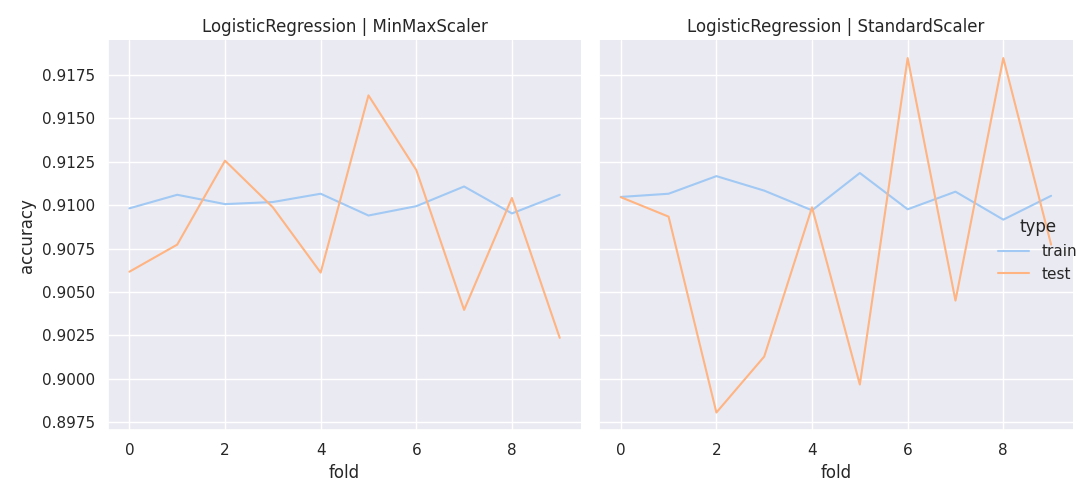 LogisticRegression | MinMaxScaler
LogisticRegression | StandardScaler
accuracy
0.9175
0.9150
0.9125
0.9100
0.9075
0.9050
0.9025
0.9000
0.8975
0 2 4 6 8
fold
0 2 4 6 8
fold
type
train
test